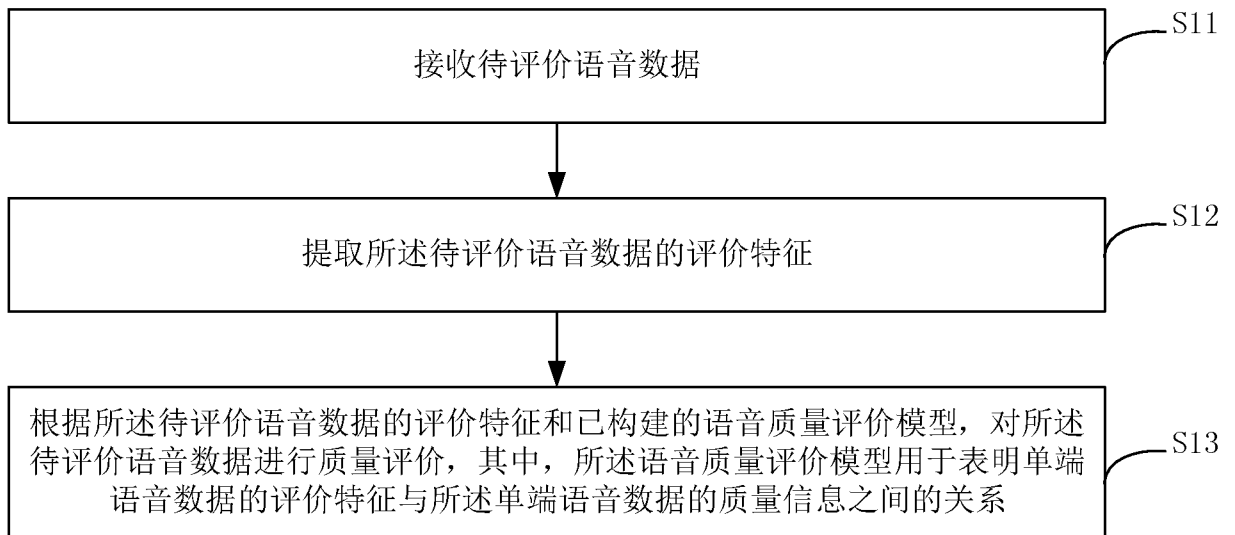 接收待评价语音数据
S11
提取所述待评价语音数据的评价特征
S12
根据所述待评价语音数据的评价特征和已构建的语音质量评价模型，对所述
待评价语音数据进行质量评价，其中，所述语音质量评价模型用于表明单端
语音数据的评价特征与所述单端语音数据的质量信息之间的关系
S13